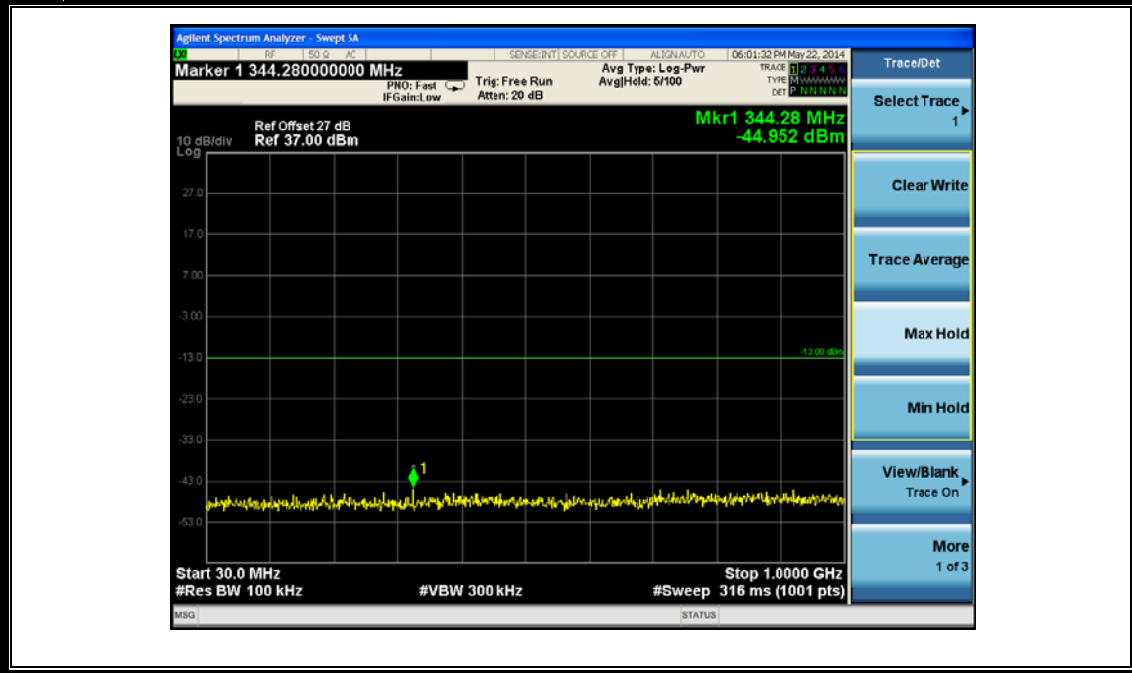 Agilent Spectrum Analyzer - Swept SA
RF 50 Ω AC SENSE:INT SOURCE OFF ALIGNAUTO 06:01:32 PM May 22, 2014
Marker 1 344.280000000 MHz
PNO: Fast
IFGain:Low
Trig: Free Run
Atten: 20 dB
Avg Type: Log-Pwr
Avg|Hold: 6/100
TRACE 1 2 3 4 5 6
TYPE M
DET P N N N N N
Mkr1 344.28 MHz
-44.952 dBm
Ref Offset 27 dB
10 dB/div Ref 37.00 dBm
Log
27.0
17.0
7.00
-3.00
-13.0
-13.00 dBm
-23.0
-33.0
-43.0
-53.0
1
Start 30.0 MHz Stop 1.0000 GHz
#Res BW 100 kHz #VBW 300 kHz #Sweep 316 ms (1001 pts)
MSG STATUS
Trace/Det
Select Trace
1
Clear Write
Trace Average
Max Hold
Min Hold
View/Blank
Trace On
More
1 of 3